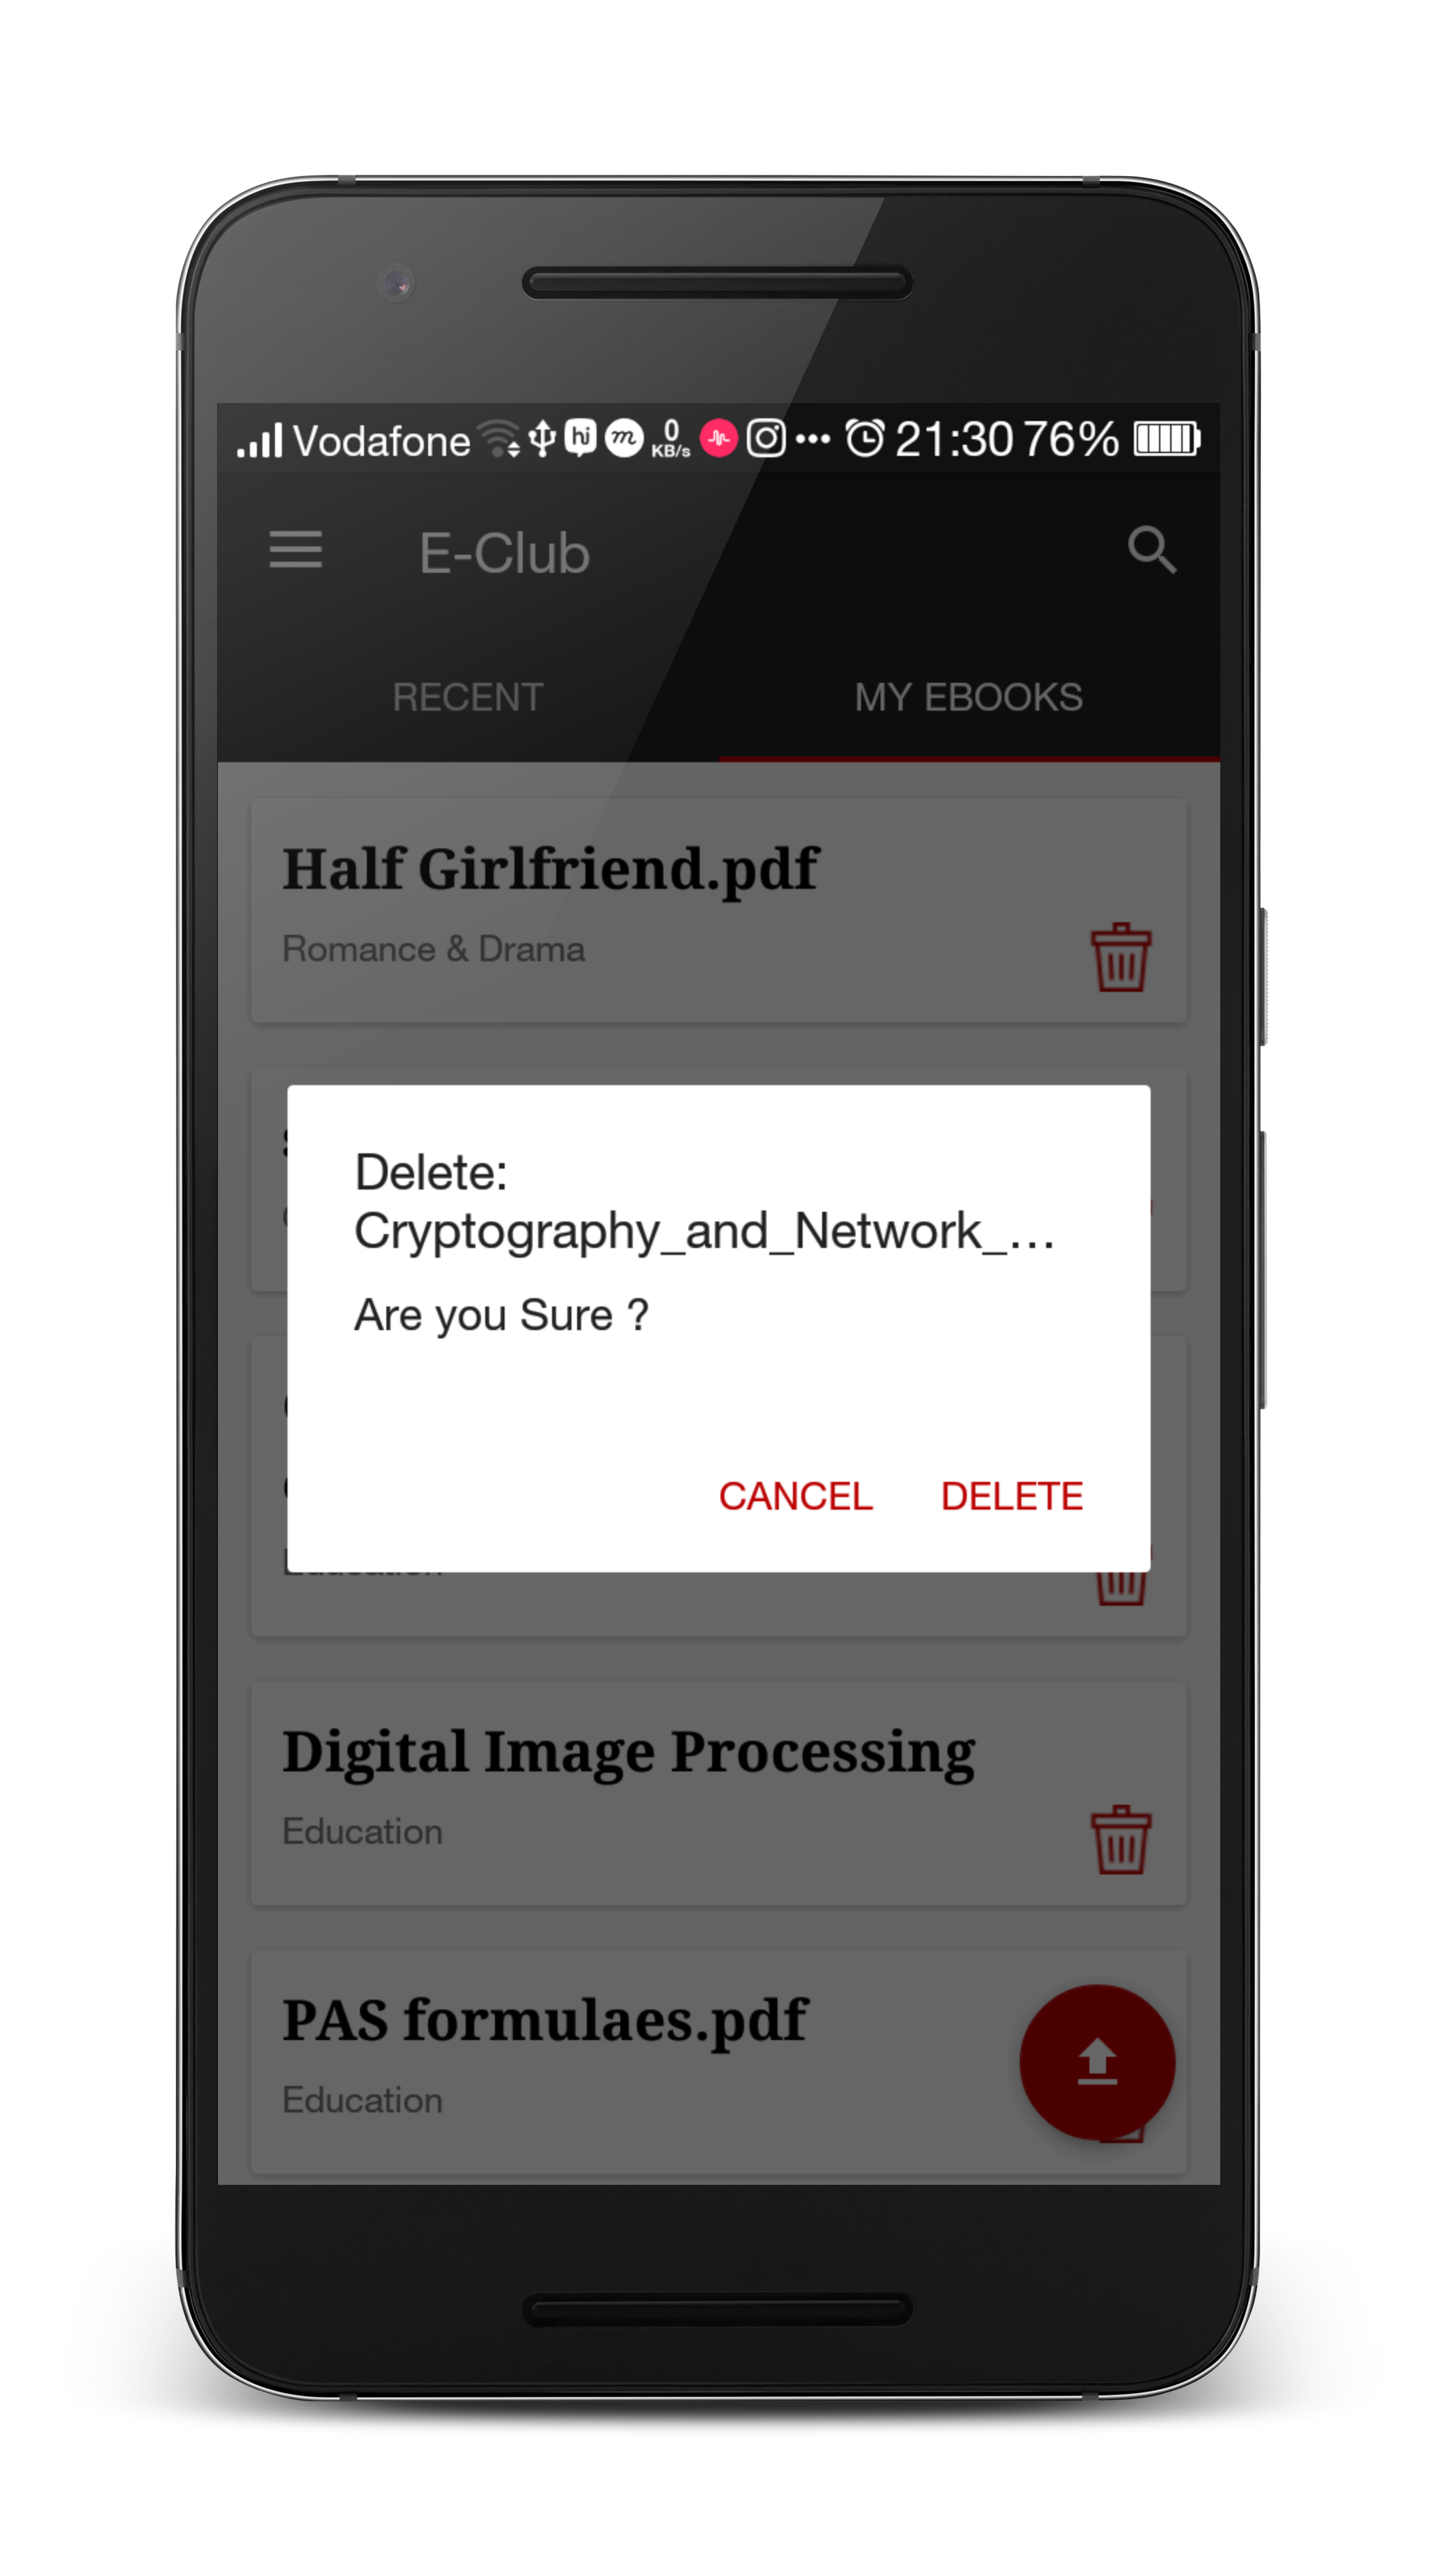 Vodafone hi m 0 KB/s 21:30 76%
E-Club
RECENT MY EBOOKS
Half Girlfriend.pdf
Romance & Drama
Delete:
Cryptography_and_Network_...
Are you Sure ?
CANCEL DELETE
Digital Image Processing
Education
PAS formulaes.pdf
Education